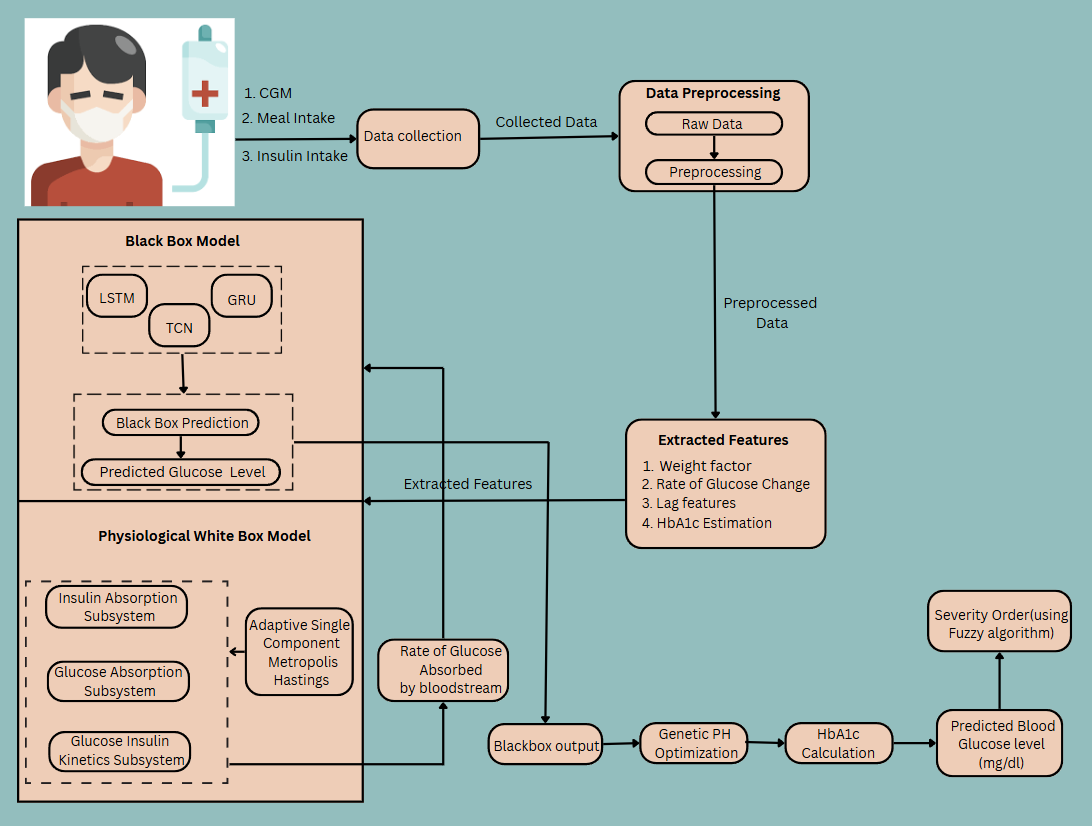 1. CGM
2. Meal Intake
3. Insulin Intake
Data collection
Collected Data
Data Preprocessing
Raw Data
Preprocessing
Preprocessed
Data
Extracted Features
1. Weight factor
2. Rate of Glucose Change
3. Lag features
4. HbA1c Estimation
Extracted Features
Black Box Model
LSTM
GRU
TCN
Black Box Prediction
Predicted Glucose Level
Physiological White Box Model
Insulin Absorption
Subsystem
Glucose Absorption
Subsystem
Glucose Insulin
Kinetics Subsystem
Adaptive Single
Component
Metropolis
Hastings
Rate of Glucose
Absorbed
by bloodstream
Blackbox output
Genetic PH
Optimization
HbA1c
Calculation
Predicted Blood
Glucose level
(mg/dl)
Severity Order(using
Fuzzy algorithm)